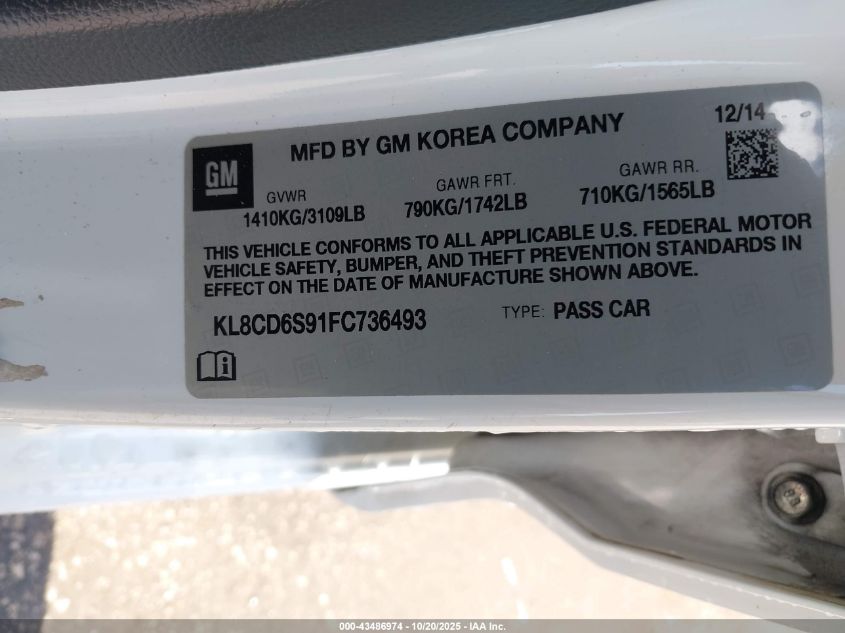 MFD BY GM KOREA COMPANY
12/14
GM
GVWR
1410KG/3109LB
GAWR FRT.
790KG/1742LB
GAWR RR.
710KG/1565LB
THIS VEHICLE CONFORMS TO ALL APPLICABLE U.S. FEDERAL MOTOR
VEHICLE SAFETY, BUMPER, AND THEFT PREVENTION STANDARDS IN
EFFECT ON THE DATE OF MANUFACTURE SHOWN ABOVE.
KL8CD6S91FC736493
TYPE: PASS CAR
8.8
000-43486974 - 10/20/2025 - IAA Inc.